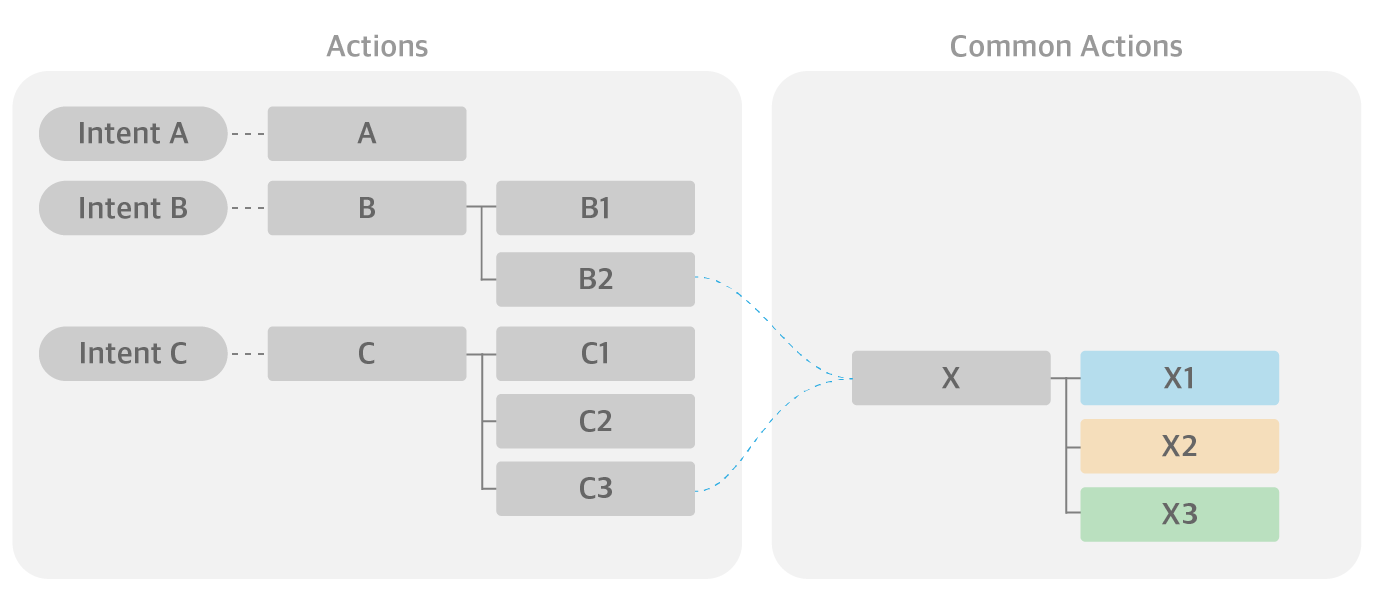 Actions
Common Actions
Intent A
A
Intent B
B
B1
B2
Intent C
C
C1
C2
C3
X
X1
X2
X3